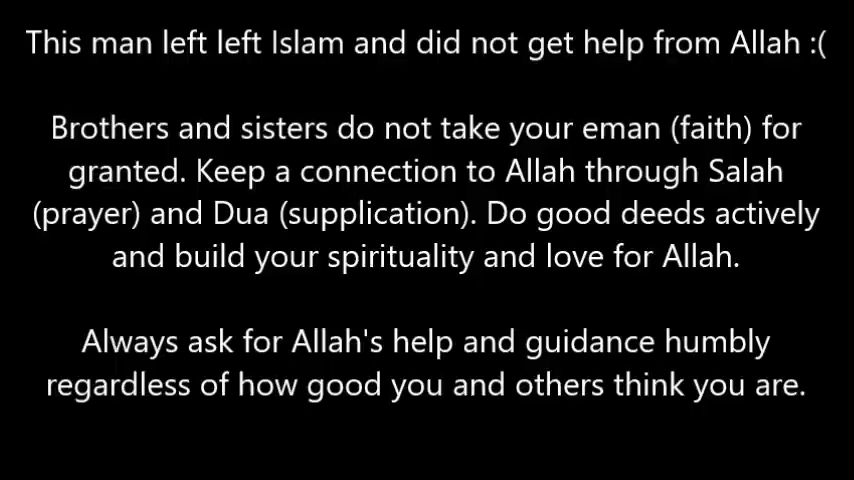 This man left left Islam and did not get help from Allah :(
Brothers and sisters do not take your eman (faith) for
granted. Keep a connection to Allah through Salah
(prayer) and Dua (supplication). Do good deeds actively
and build your spirituality and love for Allah.
Always ask for Allah's help and guidance humbly
regardless of how good you and others think you are.